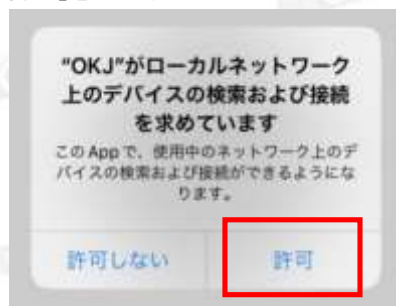 "OKJ"がローカルネットワーク
上のデバイスの検索および接続
を求めています
このAppで、使用中のネットワーク上のデ
バイスの検索および接続ができるようにな
ります。
許可しない
許可